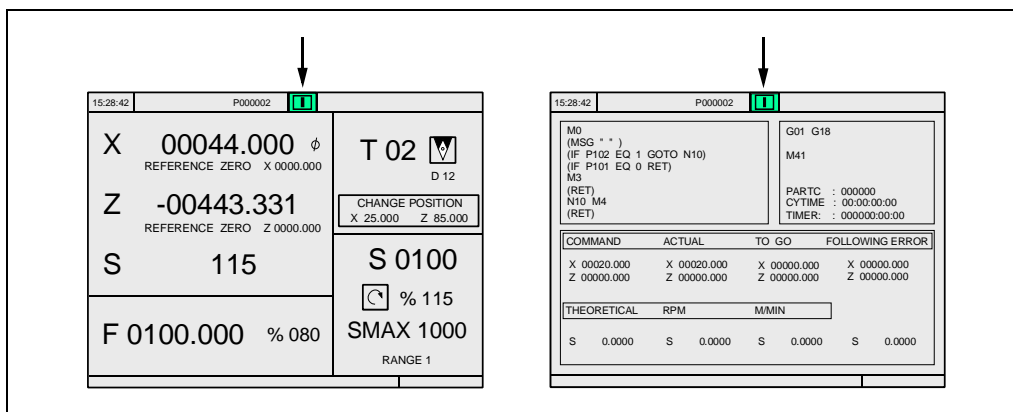 15:28:42 P000002
X 00044.000 ϕ
REFERENCE ZERO X 0000.000
Z -00443.331
REFERENCE ZERO Z 0000.000
S 115
F 0100.000 % 080
T 02
D 12
CHANGE POSITION
X 25.000 Z 85.000
S 0100
% 115
SMAX 1000
RANGE 1
15:28:42 P000002
M0
(MSG " " )
(IF P102 EQ 1 GOTO N10)
(IF P101 EQ 0 RET)
M3
(RET)
N10 M4
(RET)
G01 G18
M41
PARTC : 000000
CYTIME : 00:00:00:00
TIMER: : 000000:00:00
COMMAND ACTUAL TO GO FOLLOWING ERROR
X 00020.000 X 00020.000 X 00000.000 X 00000.000
Z 00000.000 Z 00000.000 Z 00000.000 Z 00000.000
THEORETICAL RPM M/MIN
S 0.0000 S 0.0000 S 0.0000 S 0.0000